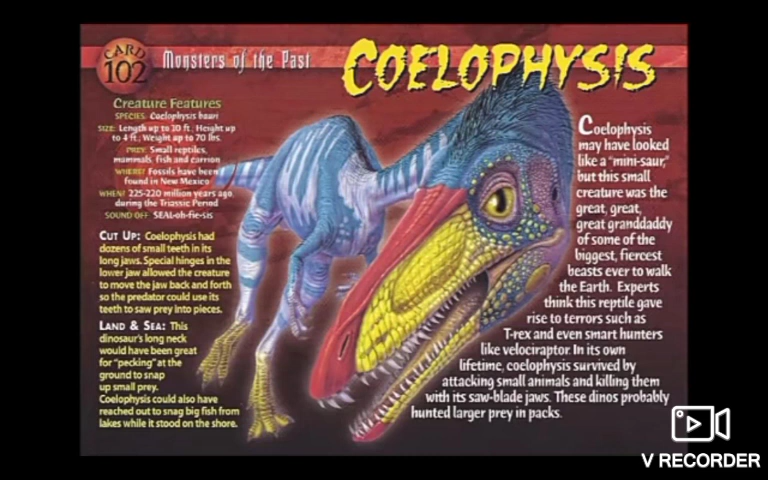 CARD
102
Monsters of the Past
COELOPHYSIS
Creature Features
SPECIES: Coelophysis bauri
SIZE: Length up to 10 ft.; Height up
to 4 ft.; Weight up to 70 lbs.
PREY: Small reptiles,
mammals, fish and carrion
WHERE? Fossils have been
found in New Mexico
WHEN? 225-220 million years ago,
during the Triassic Period
SOUND OFF: SEAL-oh-fie-sis
CUT UP: Coelophysis had
dozens of small teeth in its
long jaws. Special hinges in the
lower jaw allowed the creature
to move the jaw back and forth
so the predator could use its
teeth to saw prey into pieces.
LAND & SEA: This
dinosaur's long neck
would have been great
for "pecking" at the
ground to snap
up small prey.
Coelophysis could also have
reached out to snag big fish from
lakes while it stood on the shore.
Coelophysis
may have looked
like a "mini-saur,"
but this small
creature was the
great, great,
great granddaddy
of some of the
biggest, fiercest
beasts ever to walk
the Earth. Experts
think this reptile gave
rise to terrors such as
T-rex and even smart hunters
like velociraptor. In its own
lifetime, coelophysis survived by
attacking small animals and killing them
with its saw-blade jaws. These dinos probably
hunted larger prey in packs.
V RECORDER